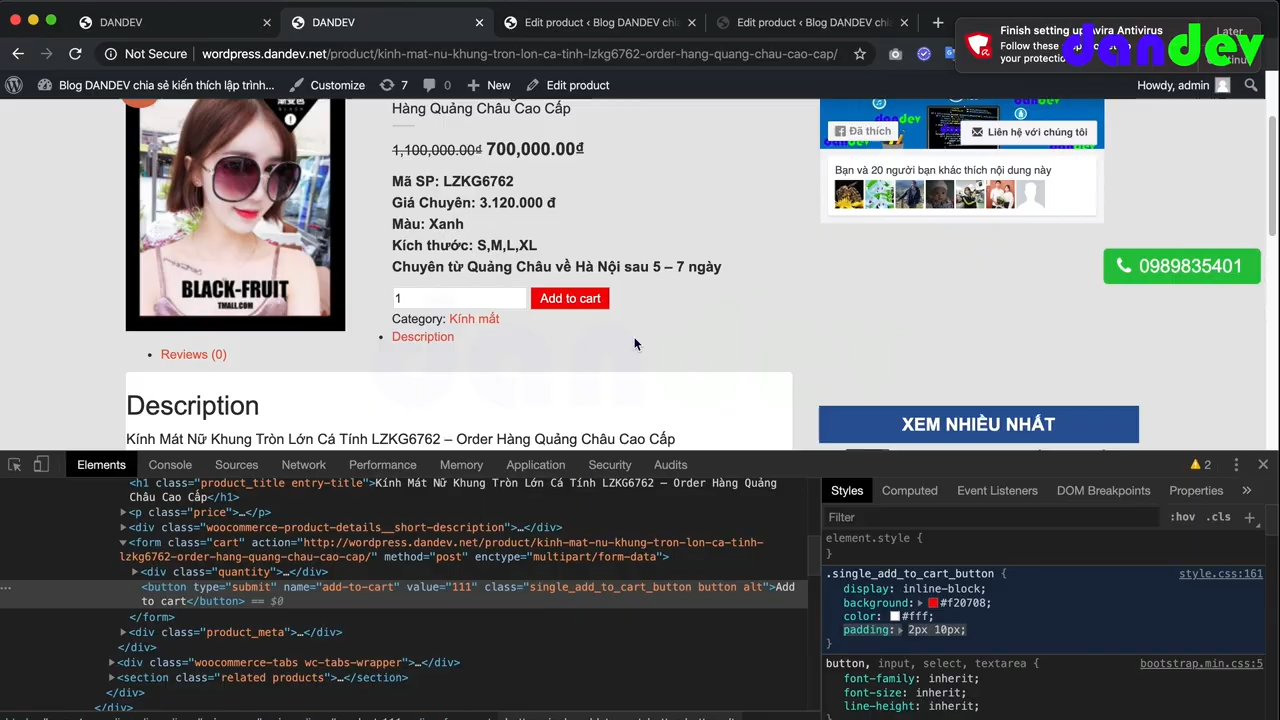 DANDEV
DANDEV
Edit product ‹ Blog DANDEV chia
Edit product ‹ Blog DANDEV chia
Finish setting up Avira Antivirus
Later
Follow these
your protection
dandev
Not Secure
wordpress.dandev.net/product/kinh-mat-nu-khung-tron-lon-ca-tinh-lzkg6762-order-hang-quang-chau-cao-cap/
Blog DANDEV chia sẻ kiến thức lập trình...
Customize
7
0
New
Edit product
Howdy, admin
Hàng Quảng Châu Cao Cấp
1,100,000.00₫ 700,000.00₫
Mã SP: LZKG6762
Giá Chuyên: 3.120.000 đ
Màu: Xanh
Kích thước: S,M,L,XL
Chuyên từ Quảng Châu về Hà Nội sau 5 – 7 ngày
1
Add to cart
Category: Kính mắt
Description
Reviews (0)
BLACK-FRUIT
TMALL.COM
dandev
Đã thích
Liên hệ với chúng tôi
Bạn và 20 người bạn khác thích nội dung này
0989835401
XEM NHIỀU NHẤT
Description
Kính Mát Nữ Khung Tròn Lớn Cá Tính LZKG6762 – Order Hàng Quảng Châu Cao Cấp
Elements
Console
Sources
Network
Performance
Memory
Application
Security
Audits
2
<h1 class="product_title entry-title">Kính Mát Nữ Khung Tròn Lớn Cá Tính LZKG6762 – Order Hàng Quảng
Châu Cao Cấp</h1>
<p class="price">…</p>
<div class="woocommerce-product-details__short-description">…</div>
<form class="cart" action="http://wordpress.dandev.net/product/kinh-mat-nu-khung-tron-lon-ca-tinh-
lzkg6762-order-hang-quang-chau-cao-cap/" method="post" enctype="multipart/form-data">
<div class="quantity">…</div>
<button type="submit" name="add-to-cart" value="111" class="single_add_to_cart_button button alt">Add
to cart</button> == $0
</form>
<div class="product_meta">…</div>
</div>
<div class="woocommerce-tabs wc-tabs-wrapper">…</div>
<section class="related products">…</section>
</div>
</div>
Styles
Computed
Event Listeners
DOM Breakpoints
Properties
»
Filter
:hov .cls +
element.style {
}
.single_add_to_cart_button {
style.css:161
display: inline-block;
background: #f20708;
color: #fff;
padding: 2px 10px;
}
button, input, select, textarea {
bootstrap.min.css:5
font-family: inherit;
font-size: inherit;
line-height: inherit;